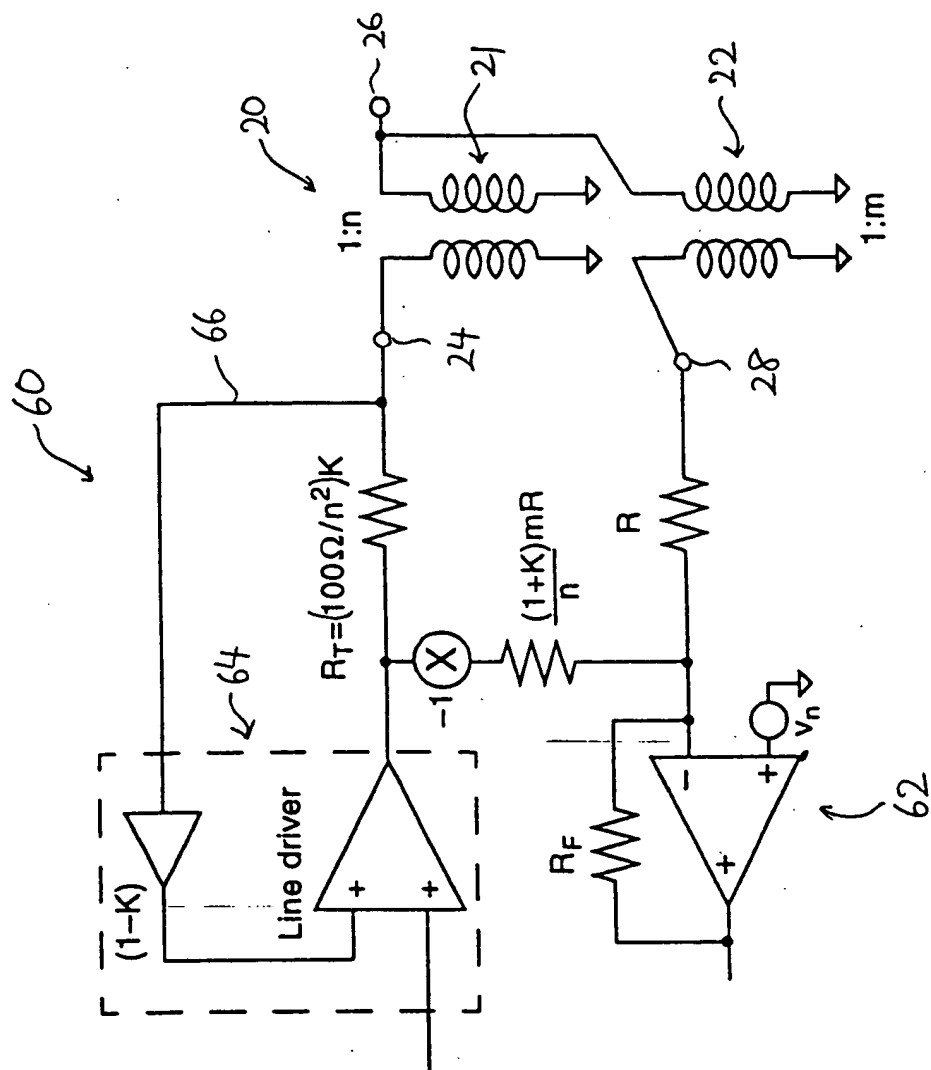 60
20
64
66
26
(1−K)
Line driver
+
+
R_T=(100Ω/n²)K
1:n
24
21
−1
X
(1+K)mR
n
R
28
22
R_F
−
+
+
V_n
1:m
62